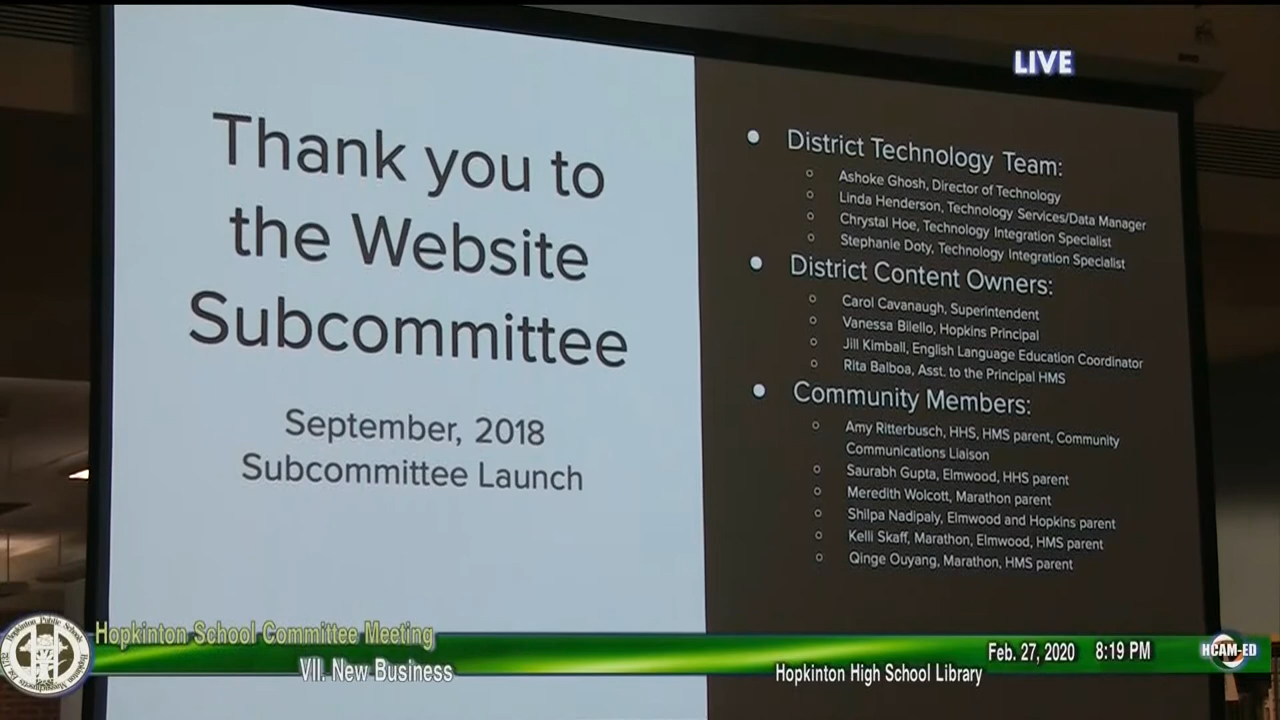 LIVE
Thank you to
the Website
Subcommittee
September, 2018
Subcommittee Launch
● District Technology Team:
○ Ashoke Ghosh, Director of Technology
○ Linda Henderson, Technology Services/Data Manager
○ Chrystal Hoe, Technology Integration Specialist
○ Stephanie Doty, Technology Integration Specialist
● District Content Owners:
○ Carol Cavanaugh, Superintendent
○ Vanessa Bilello, Hopkins Principal
○ Jill Kimball, English Language Education Coordinator
○ Rita Balboa, Asst. to the Principal HMS
● Community Members:
○ Amy Ritterbusch, HHS, HMS parent, Community
Communications Liaison
○ Saurabh Gupta, Elmwood, HHS parent
○ Meredith Wolcott, Marathon parent
○ Shilpa Nadipaly, Elmwood and Hopkins parent
○ Kelli Skaff, Marathon, Elmwood, HMS parent
○ Qinge Ouyang, Marathon, HMS parent
Hopkinton Public Schools
Hopkinton School Committee Meeting
VII. New Business
Hopkinton High School Library
Feb. 27, 2020 8:19 PM
HCAM-ED